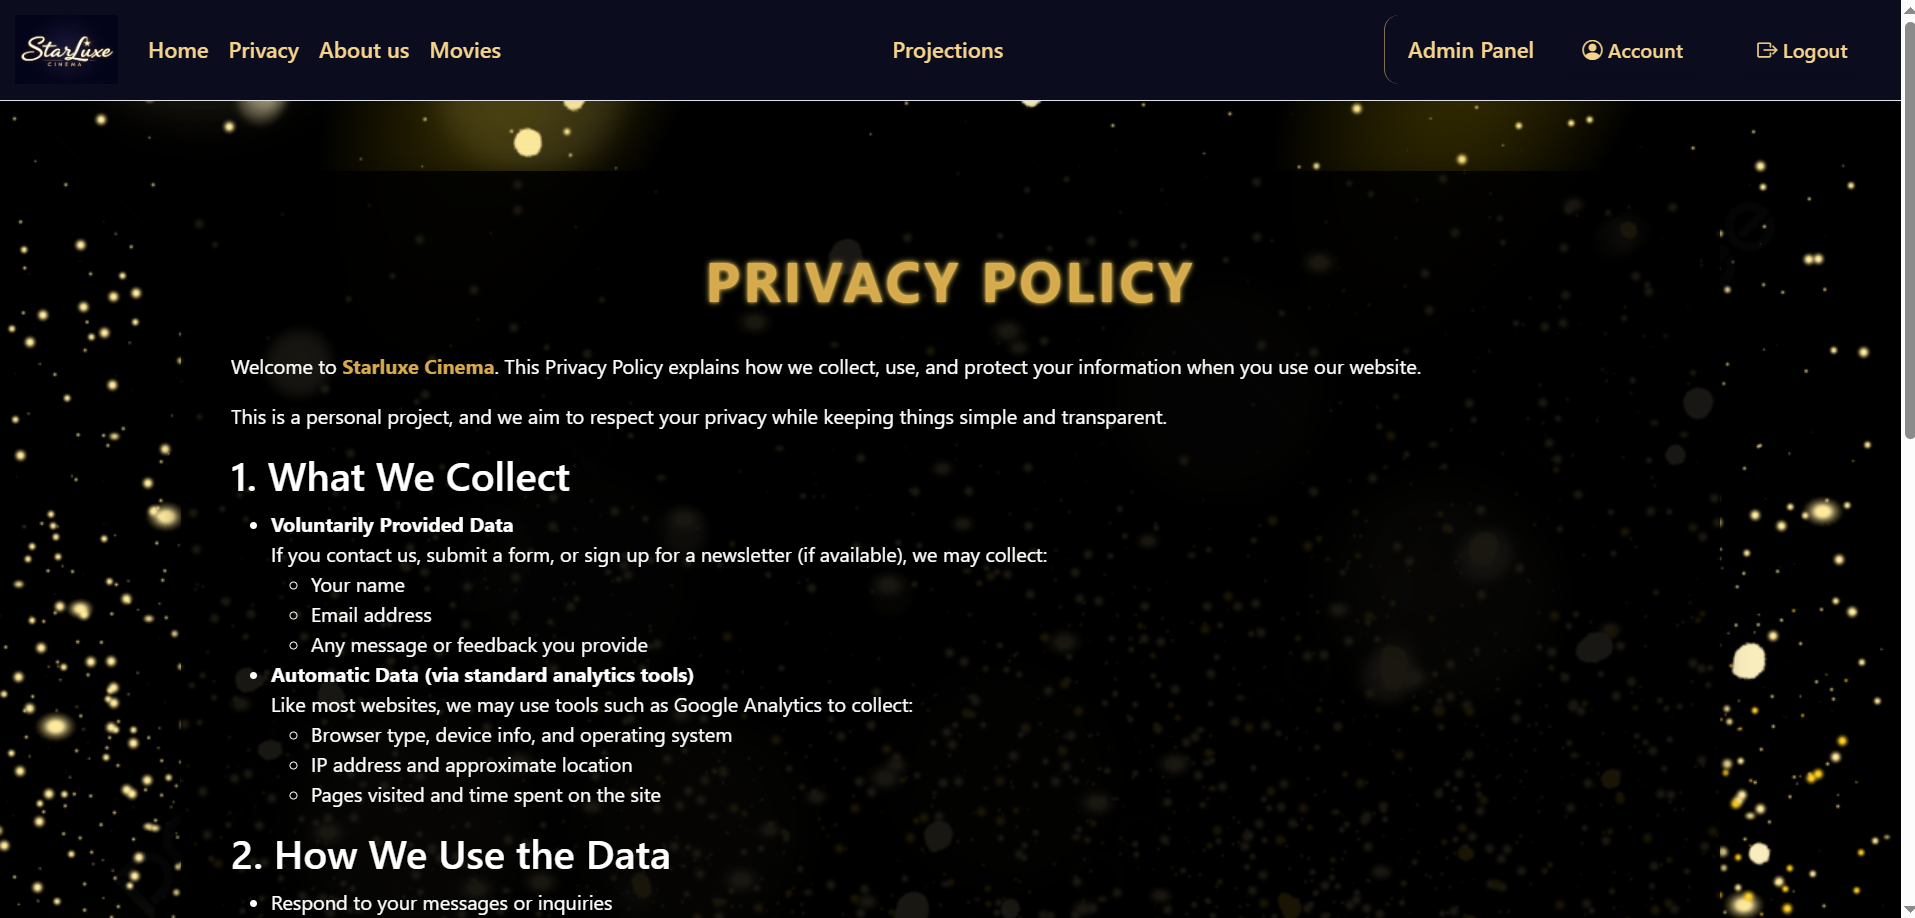 StarLuxe
CINEMA
Home Privacy About us Movies Projections Admin Panel Account Logout
PRIVACY POLICY
Welcome to Starluxe Cinema. This Privacy Policy explains how we collect, use, and protect your information when you use our website.
This is a personal project, and we aim to respect your privacy while keeping things simple and transparent.
1. What We Collect
• Voluntarily Provided Data
If you contact us, submit a form, or sign up for a newsletter (if available), we may collect:
◦ Your name
◦ Email address
◦ Any message or feedback you provide
• Automatic Data (via standard analytics tools)
Like most websites, we may use tools such as Google Analytics to collect:
◦ Browser type, device info, and operating system
◦ IP address and approximate location
◦ Pages visited and time spent on the site
2. How We Use the Data
• Respond to your messages or inquiries